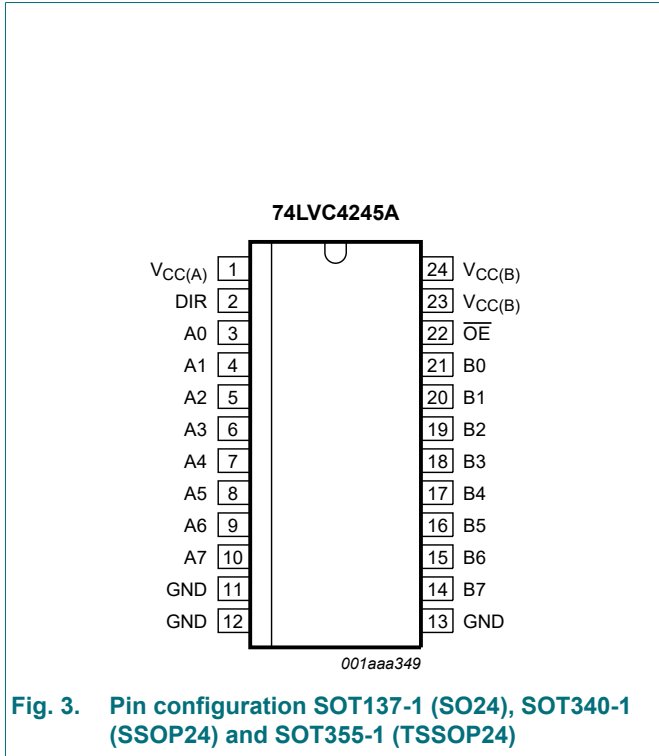 74LVC4245A
VCC(A) 1 24 VCC(B)
DIR 2 23 VCC(B)
A0 3 22 O̅E̅
A1 4 21 B0
A2 5 20 B1
A3 6 19 B2
A4 7 18 B3
A5 8 17 B4
A6 9 16 B5
A7 10 15 B6
GND 11 14 B7
GND 12 13 GND
001aaa349
Fig. 3. Pin configuration SOT137-1 (SO24), SOT340-1
(SSOP24) and SOT355-1 (TSSOP24)